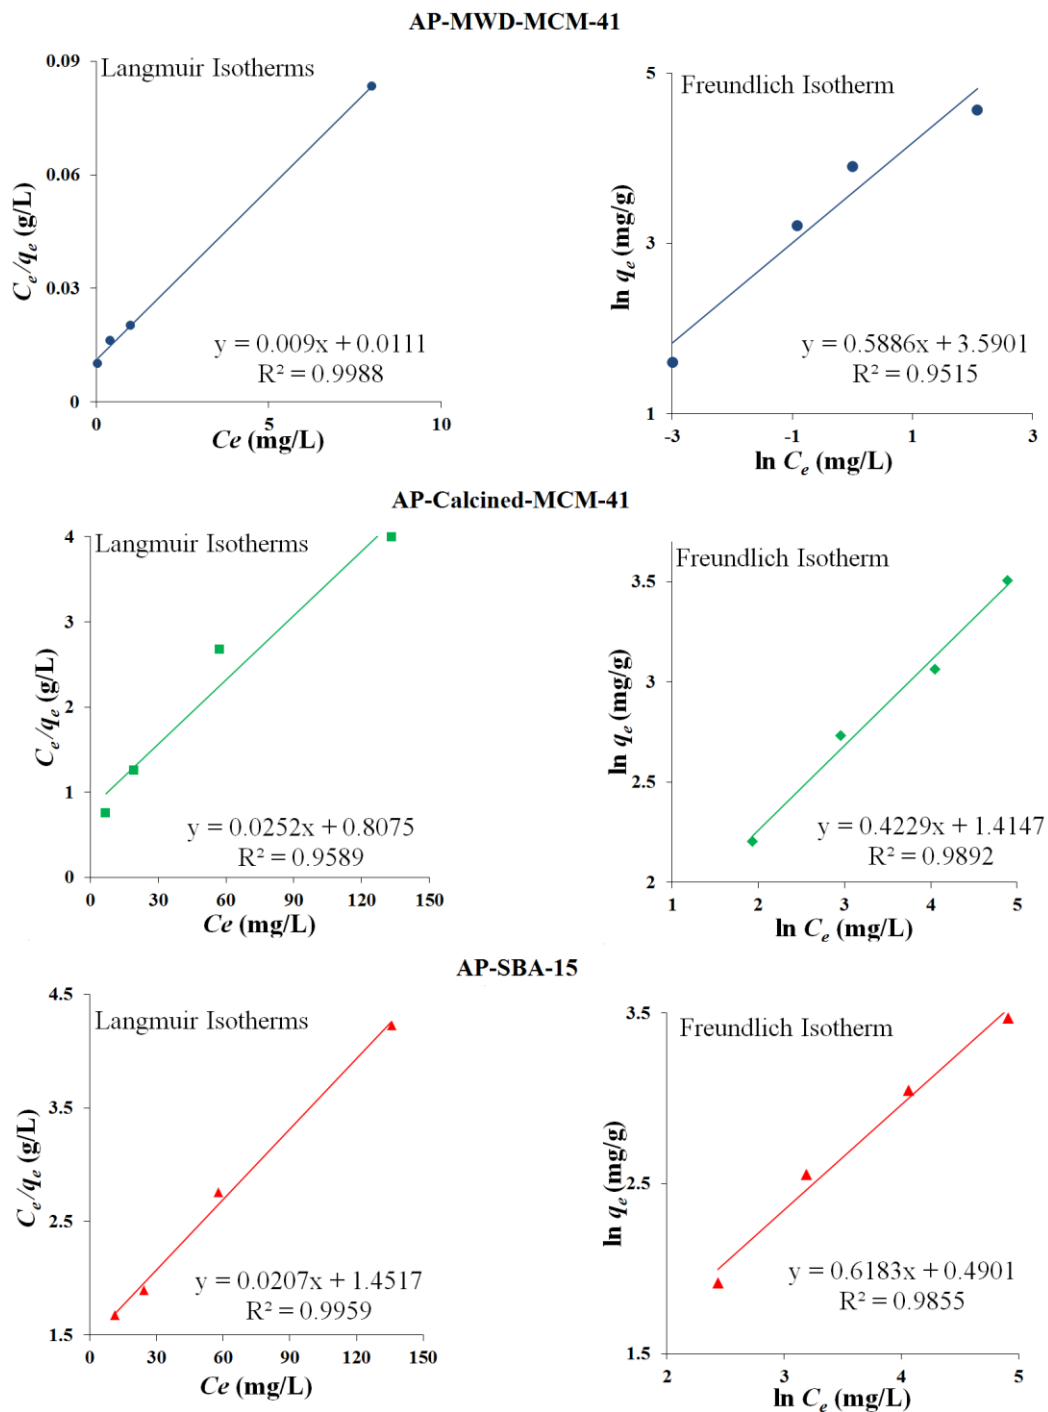 AP-MWD-MCM-41
Langmuir Isotherms
0.09
0.06
0.03
0
Cₑ/qₑ (g/L)
y = 0.009x + 0.0111
R² = 0.9988
0
5
10
Ce (mg/L)
Freundlich Isotherm
5
3
1
ln qₑ (mg/g)
y = 0.5886x + 3.5901
R² = 0.9515
-3
-1
1
3
ln Cₑ (mg/L)
AP-Calcined-MCM-41
Langmuir Isotherms
4
3
2
1
0
Cₑ/qₑ (g/L)
y = 0.0252x + 0.8075
R² = 0.9589
0
30
60
90
120
150
Ce (mg/L)
Freundlich Isotherm
3.5
3
2.5
2
ln qₑ (mg/g)
y = 0.4229x + 1.4147
R² = 0.9892
1
2
3
4
5
ln Cₑ (mg/L)
AP-SBA-15
Langmuir Isotherms
4.5
3.5
2.5
1.5
Cₑ/qₑ (g/L)
y = 0.0207x + 1.4517
R² = 0.9959
0
30
60
90
120
150
Ce (mg/L)
Freundlich Isotherm
3.5
2.5
1.5
ln qₑ (mg/g)
y = 0.6183x + 0.4901
R² = 0.9855
2
3
4
5
ln Cₑ (mg/L)